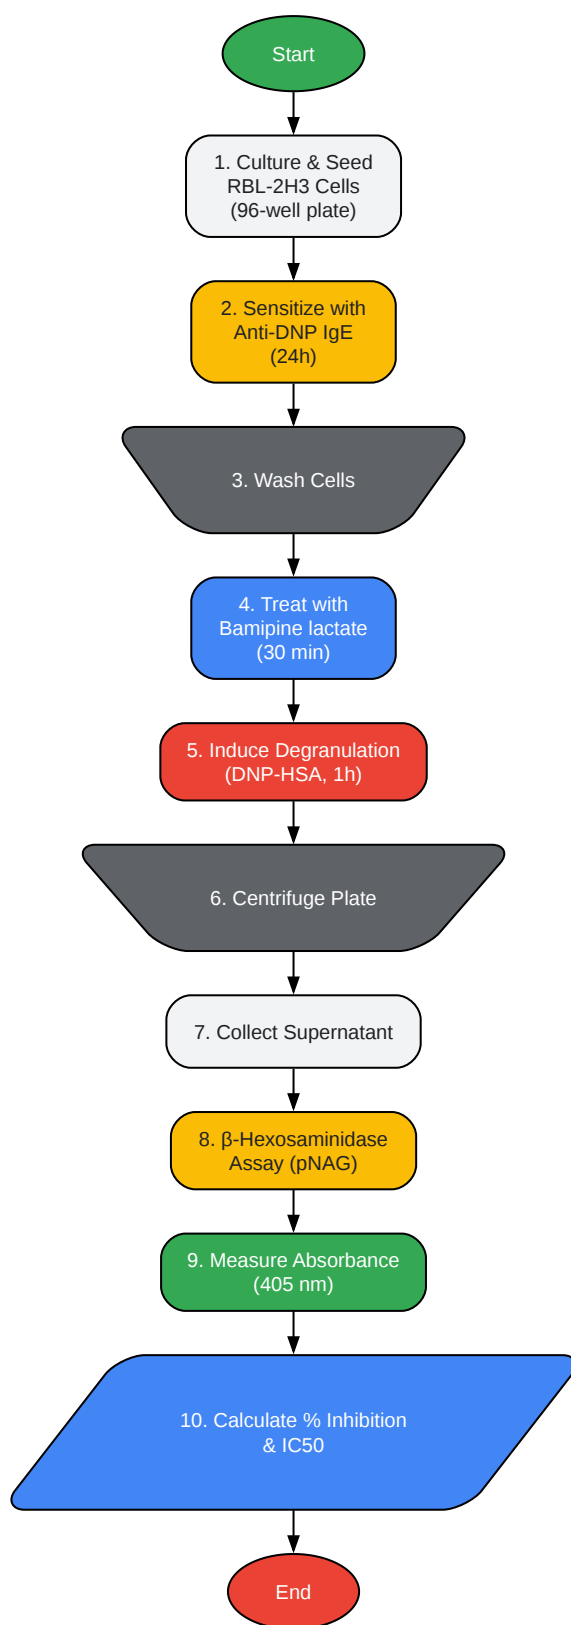 Start
1. Culture & Seed
RBL-2H3 Cells
(96-well plate)
2. Sensitize with
Anti-DNP IgE
(24h)
3. Wash Cells
4. Treat with
Bamipine lactate
(30 min)
5. Induce Degranulation
(DNP-HSA, 1h)
6. Centrifuge Plate
7. Collect Supernatant
8. β-Hexosaminidase
Assay (pNAG)
9. Measure Absorbance
(405 nm)
10. Calculate % Inhibition
& IC50
End